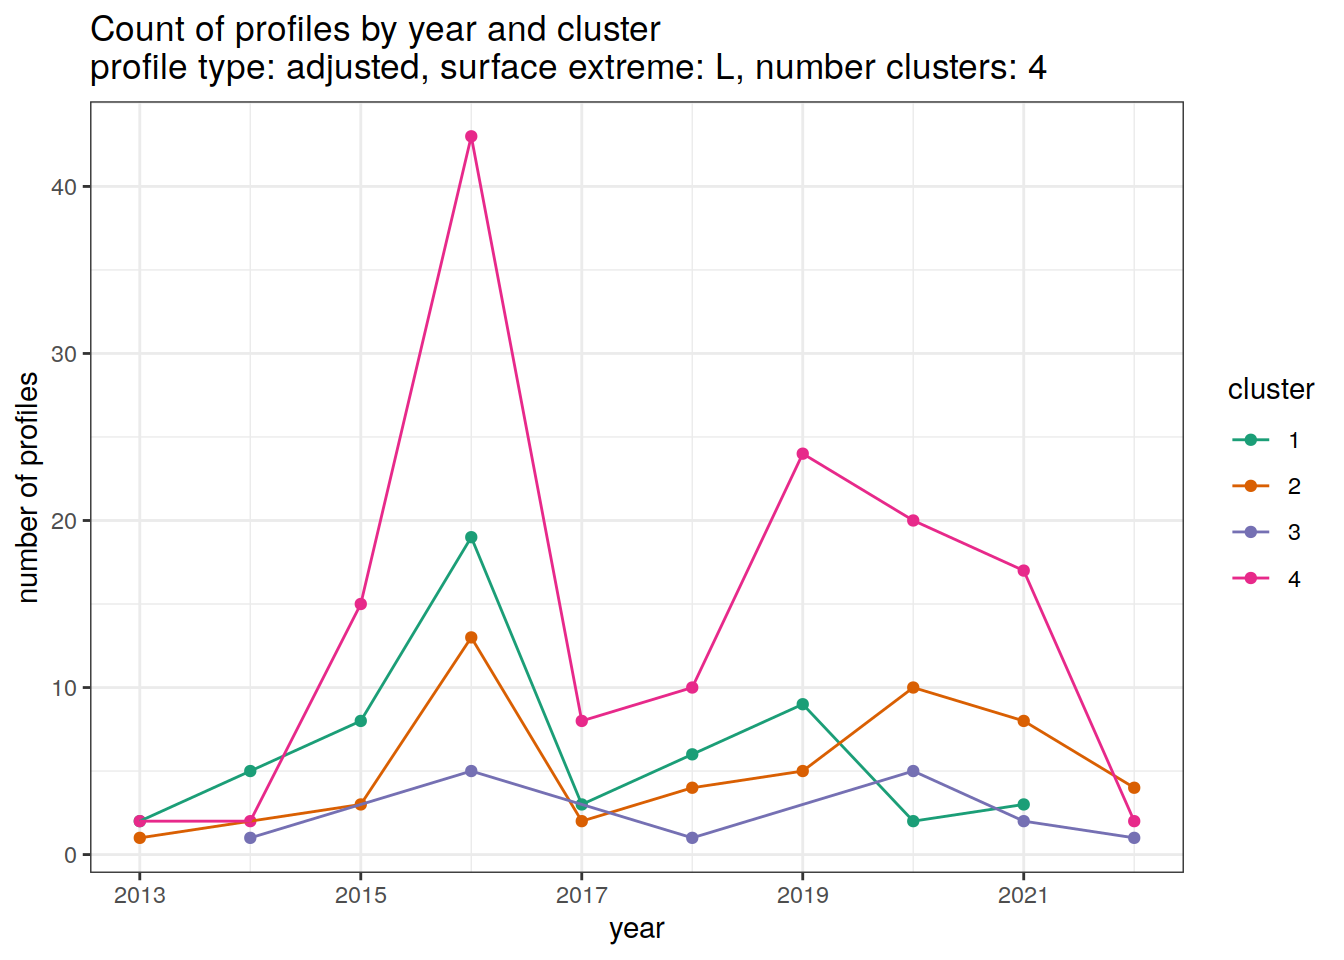 Count of profiles by year and cluster
profile type: adjusted, surface extreme: L, number clusters: 4
40
30
20
10
0
number of profiles
2013 2015 2017 2019 2021
year
cluster
1
2
3
4